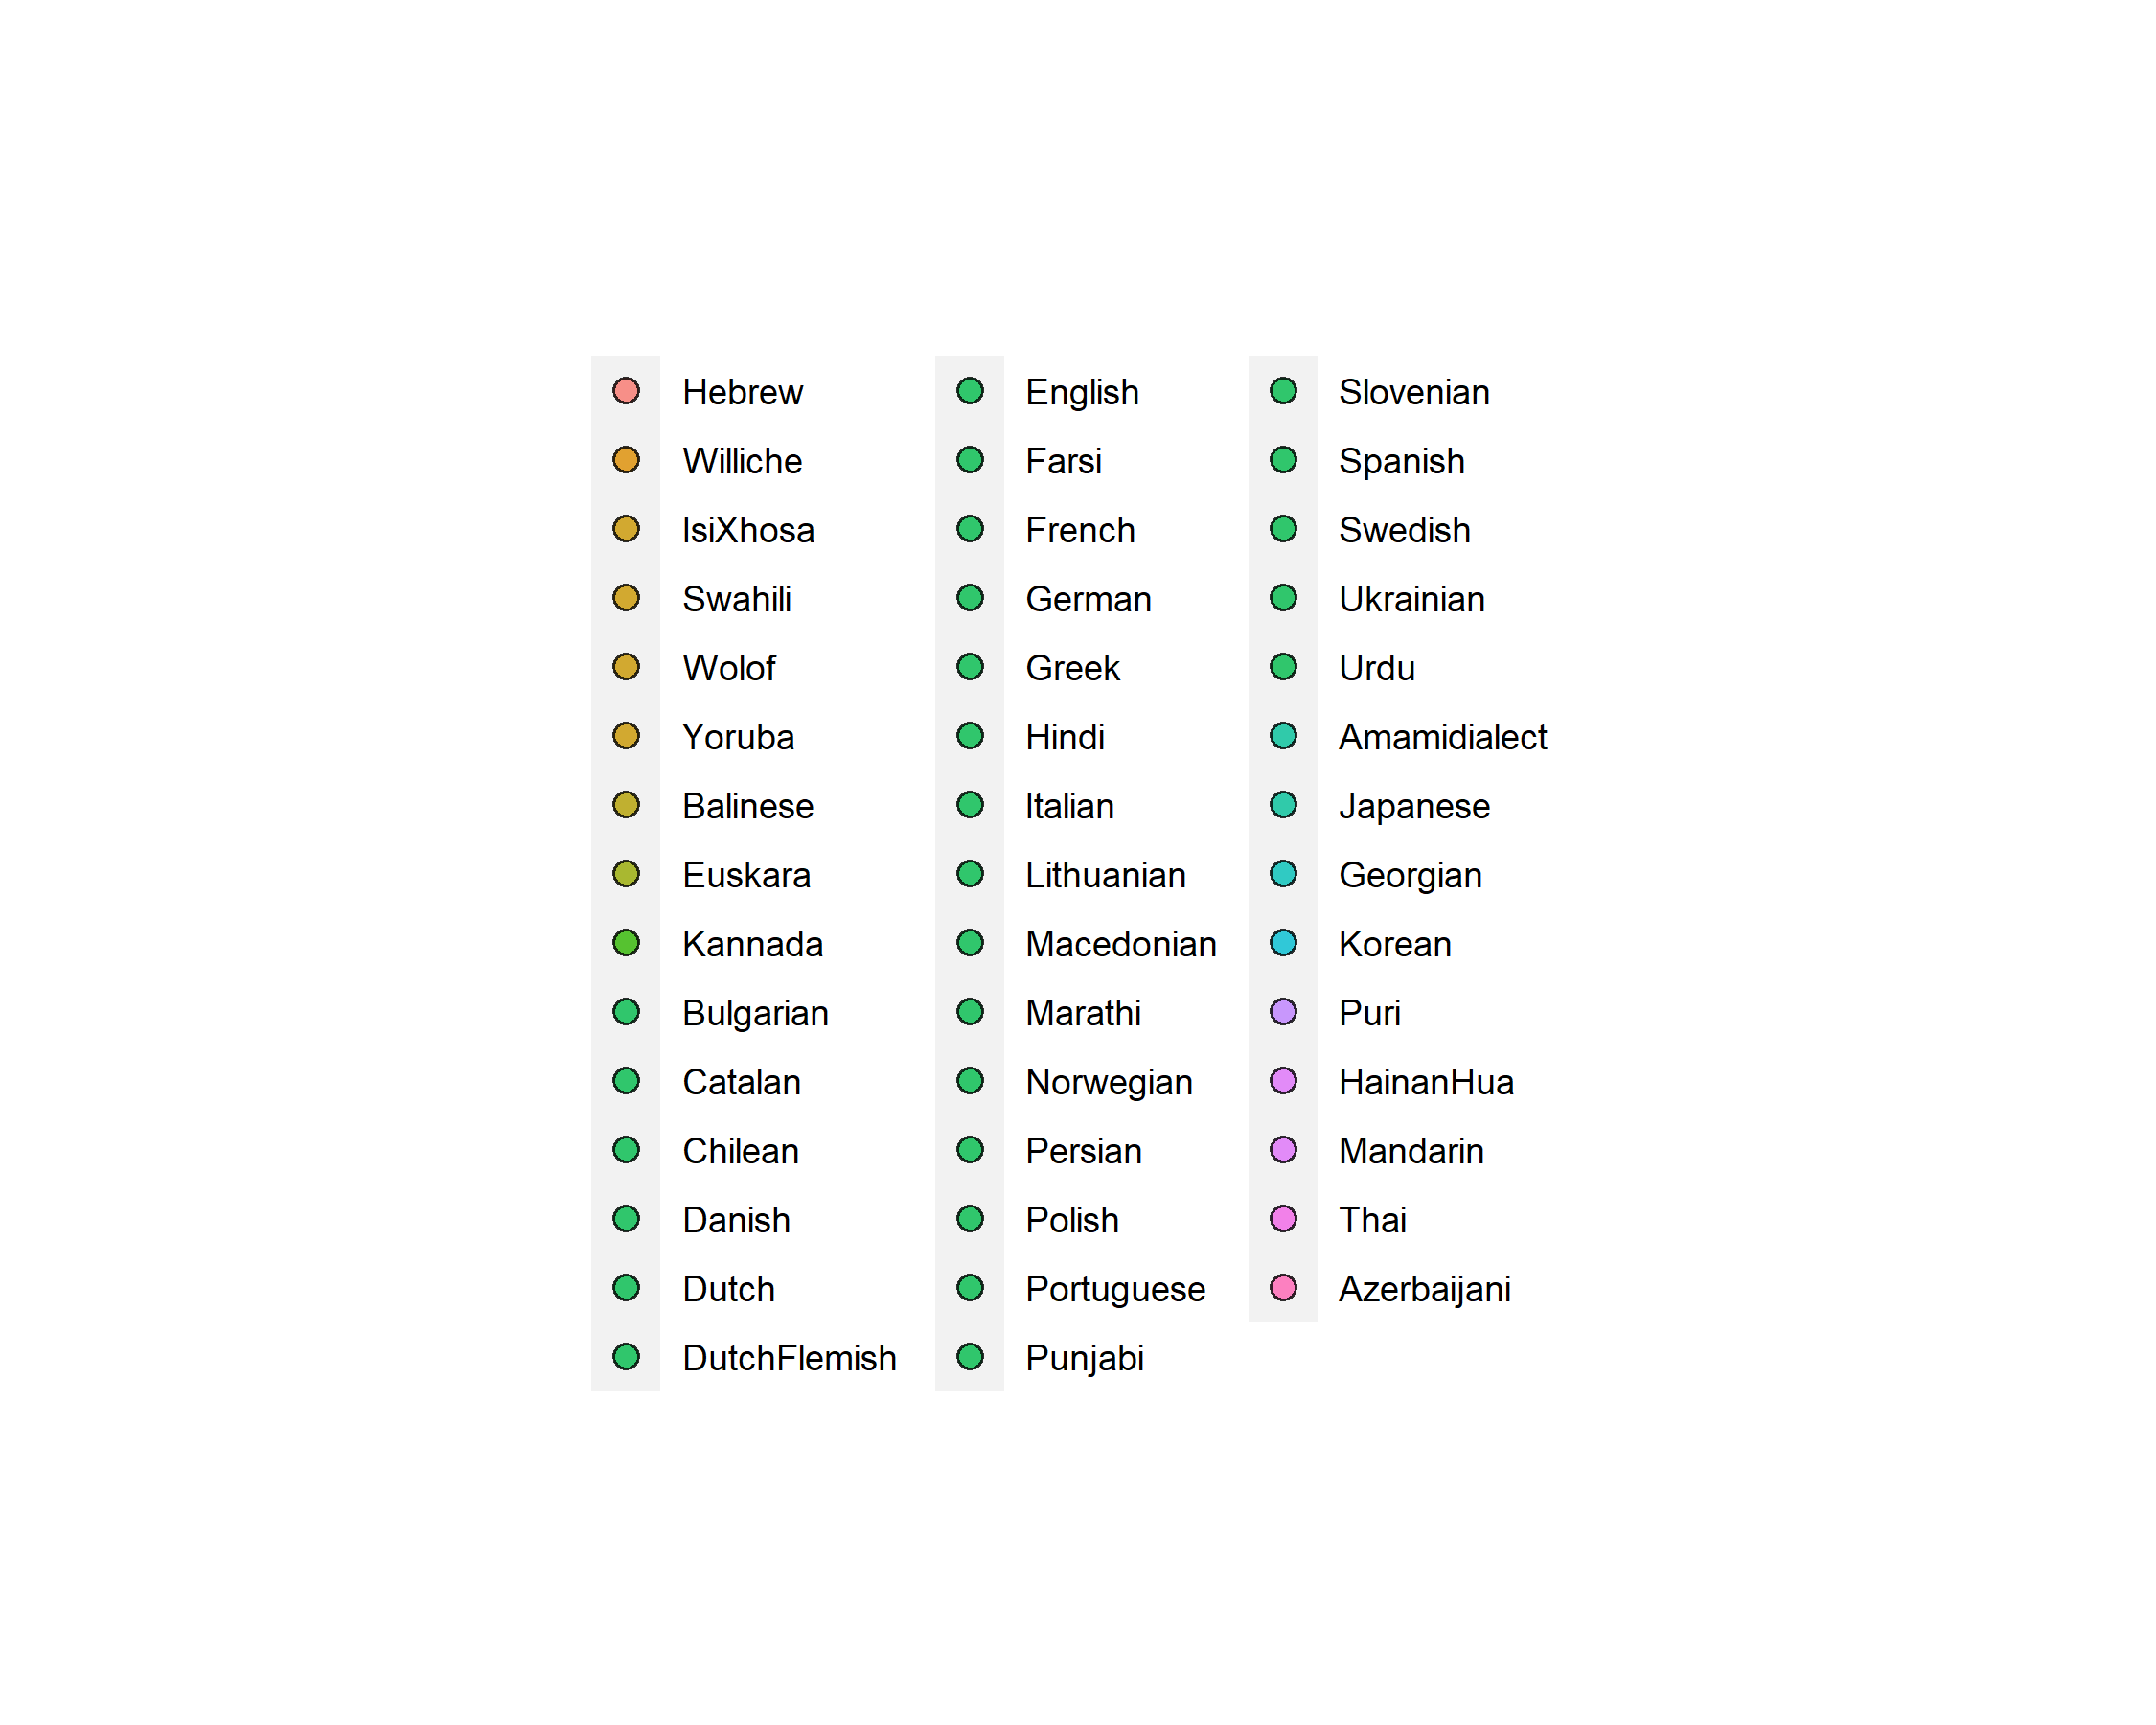 Hebrew
Williche
IsiXhosa
Swahili
Wolof
Yoruba
Balinese
Euskara
Kannada
Bulgarian
Catalan
Chilean
Danish
Dutch
DutchFlemish
English
Farsi
French
German
Greek
Hindi
Italian
Lithuanian
Macedonian
Marathi
Norwegian
Persian
Polish
Portuguese
Punjabi
Slovenian
Spanish
Swedish
Ukrainian
Urdu
Amamidialect
Japanese
Georgian
Korean
Puri
HainanHua
Mandarin
Thai
Azerbaijani